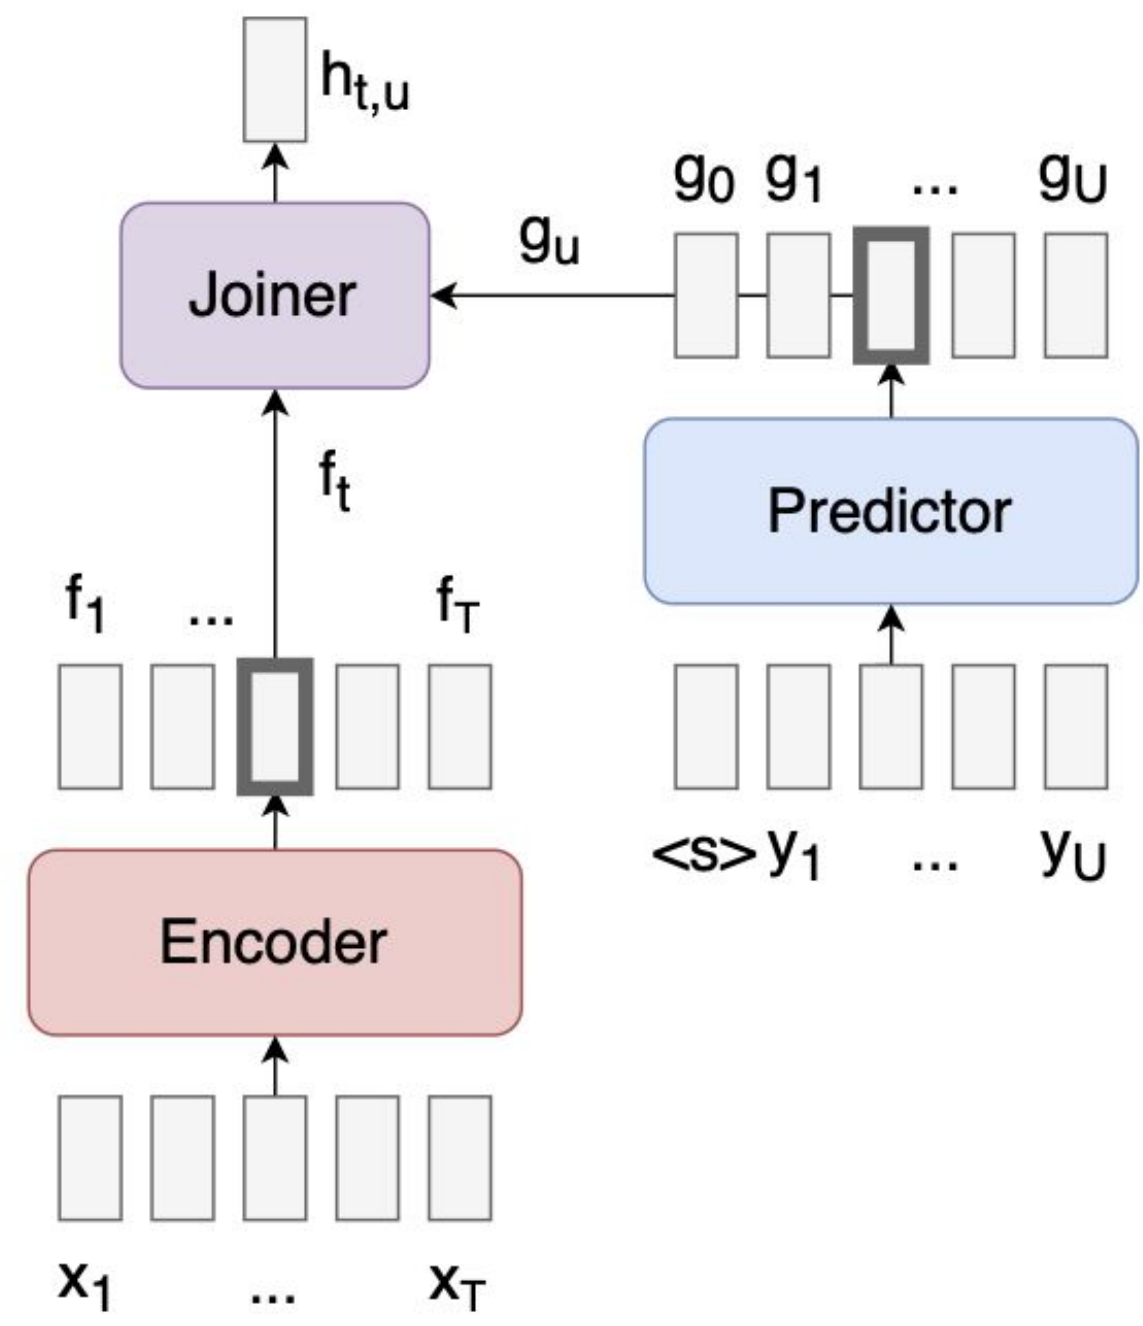 h_t,u
g_0 g_1 ... g_U
g_u
Joiner
f_t
Predictor
f_1 ... f_T
<s> y_1 ... y_U
Encoder
x_1 ... x_T